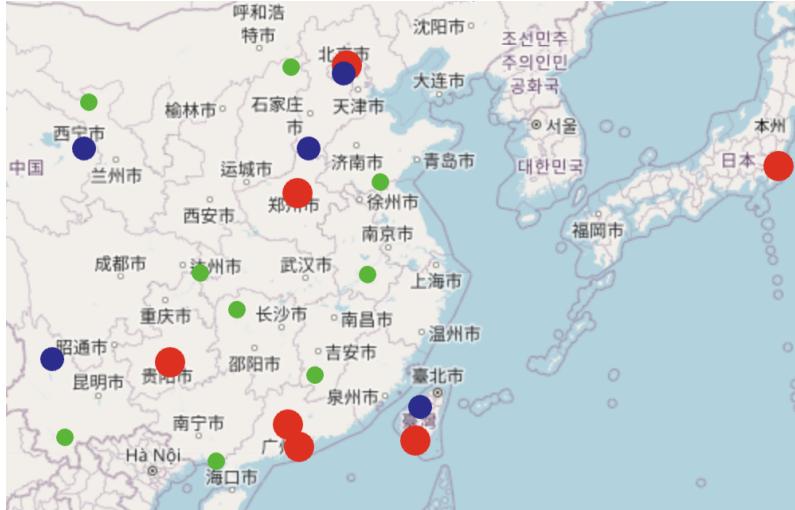 呼和浩
特市
沈阳市
北京市
조선민주
주의인민
공화국
大连市
石家庄
市
天津市
榆林市
서울
本州
西宁市
中国
兰州市
运城市
济南市
青岛市
대한민국
日本
西安市
郑州市
徐州市
福岡市
南京市
成都市
达州市
武汉市
上海市
重庆市
长沙市
南昌市
温州市
昭通市
昆明市
贵阳市
邵阳市
吉安市
泉州市
臺北市
臺灣
南宁市
广
Hà Nội
海口市